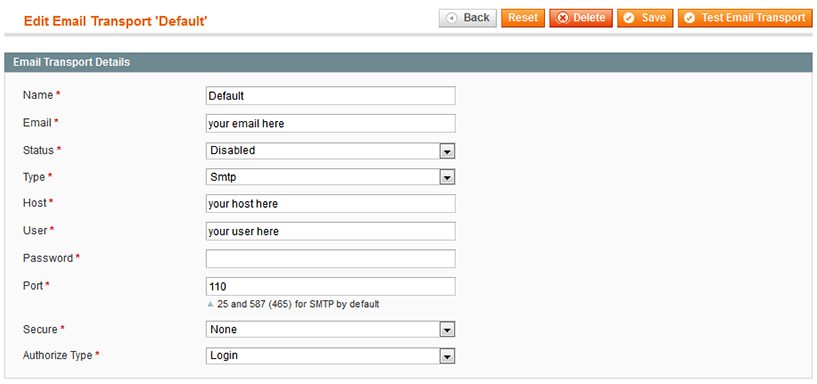 Edit Email Transport 'Default'
Back Reset Delete Save Test Email Transport
Email Transport Details
Name * Default
Email * your email here
Status * Disabled
Type * Smtp
Host * your host here
User * your user here
Password *
Port * 110
25 and 587 (465) for SMTP by default
Secure * None
Authorize Type * Login